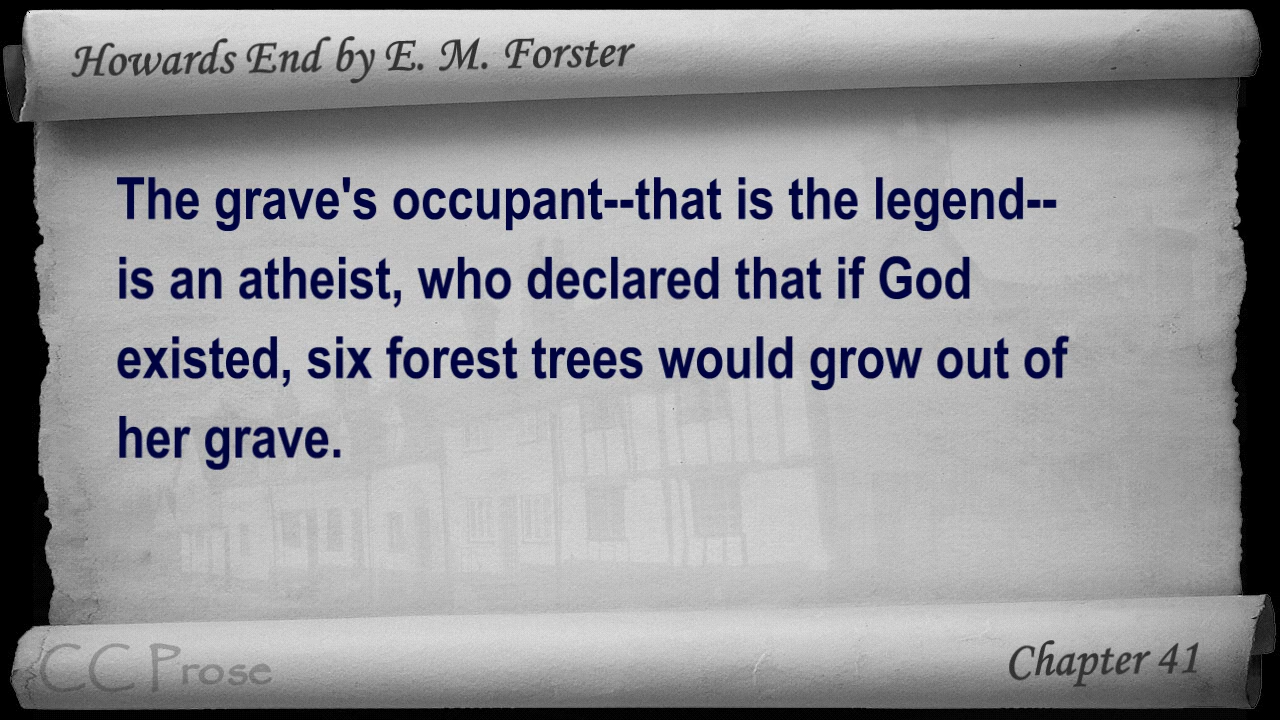 Howards End by E. M. Forster
The grave's occupant--that is the legend--
is an atheist, who declared that if God
existed, six forest trees would grow out of
her grave.
CC Prose
Chapter 41